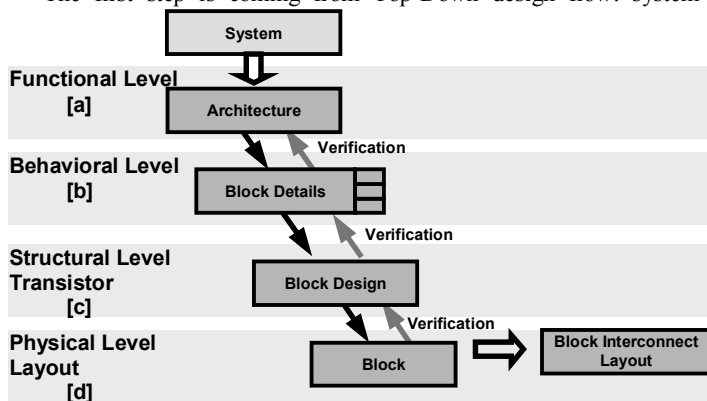 The first step is coming from Top-Down design flow: system
System
Functional Level
[a]
Architecture
Verification
Behavioral Level
[b]
Block Details
Verification
Structural Level
Transistor
[c]
Block Design
Verification
Physical Level
Layout
[d]
Block
Block Interconnect
Layout